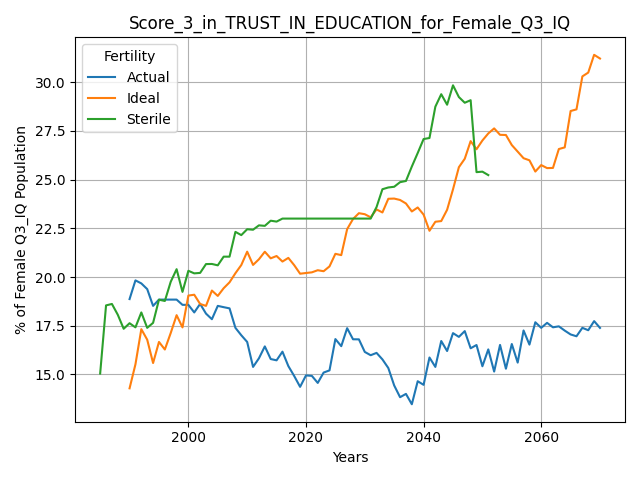 Score_3_in_TRUST_IN_EDUCATION_for_Female_Q3_IQ
Fertility
Actual
Ideal
Sterile
% of Female Q3_IQ Population
30.0
27.5
25.0
22.5
20.0
17.5
15.0
2000
2020
2040
2060
Years